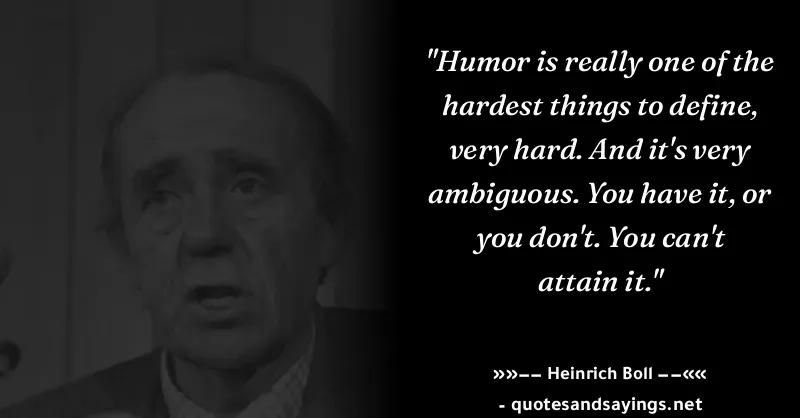 "Humor is really one of the
hardest things to define,
very hard. And it's very
ambiguous. You have it, or
you don't. You can't
attain it."
»»−− Heinrich Boll −−««
- quotesandsayings.net